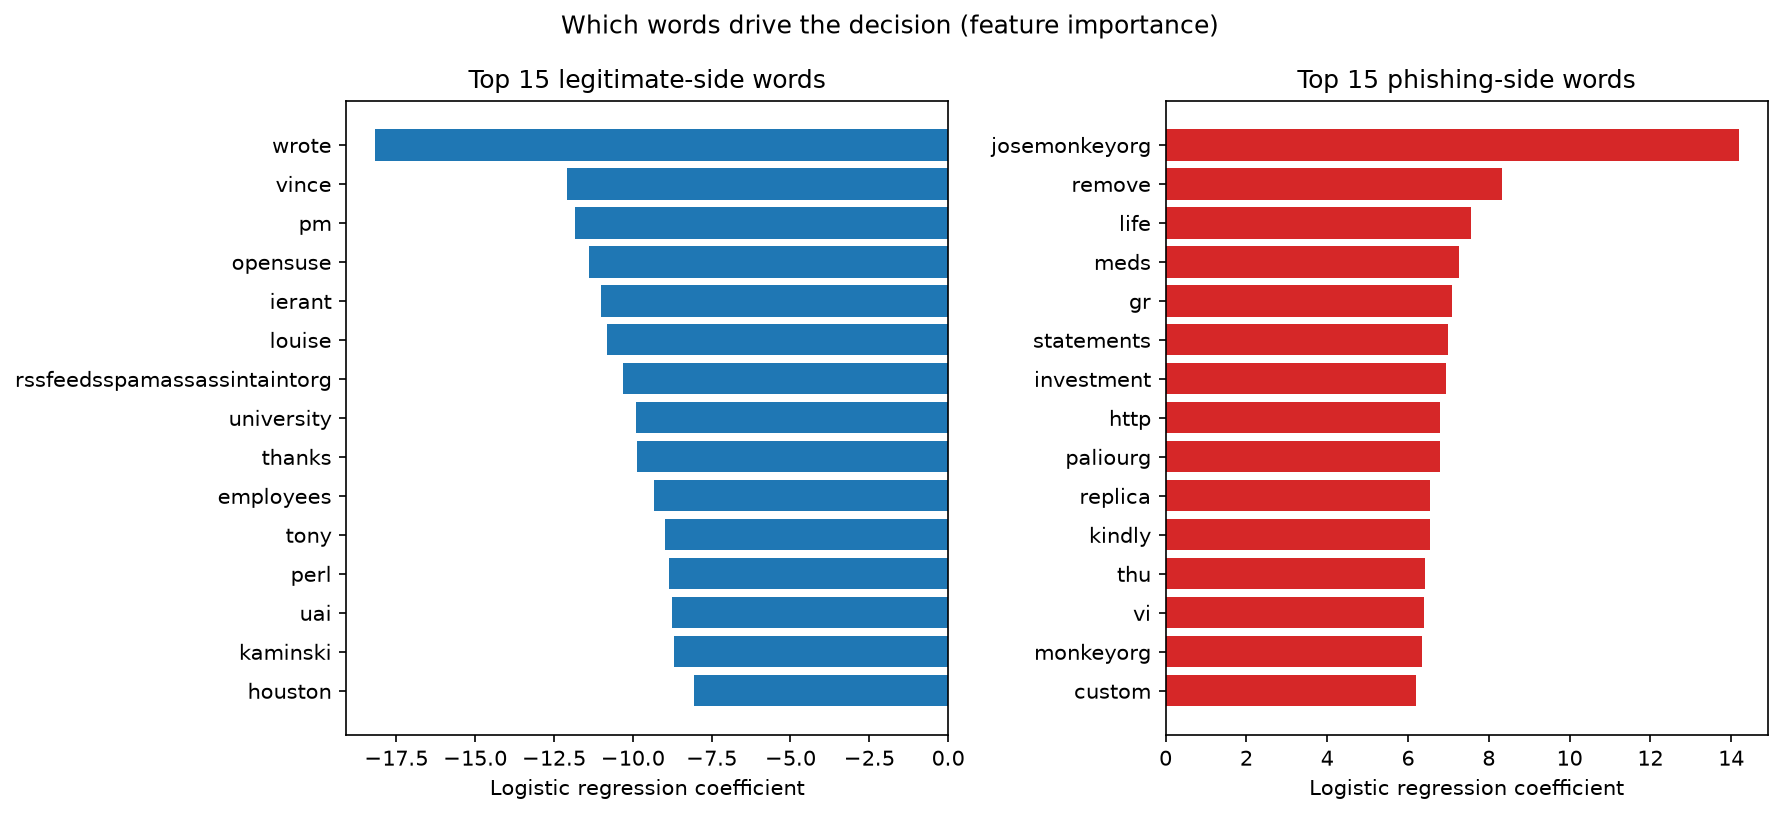 Which words drive the decision (feature importance)
Top 15 legitimate-side words
wrote
vince
pm
opensuse
ierant
louise
rssfeedsspamassassintaintorg
university
thanks
employees
tony
perl
uai
kaminski
houston
−17.5 −15.0 −12.5 −10.0 −7.5 −5.0 −2.5 0.0
Logistic regression coefficient
Top 15 phishing-side words
josemonkeyorg
remove
life
meds
gr
statements
investment
http
paliourg
replica
kindly
thu
vi
monkeyorg
custom
0 2 4 6 8 10 12 14
Logistic regression coefficient